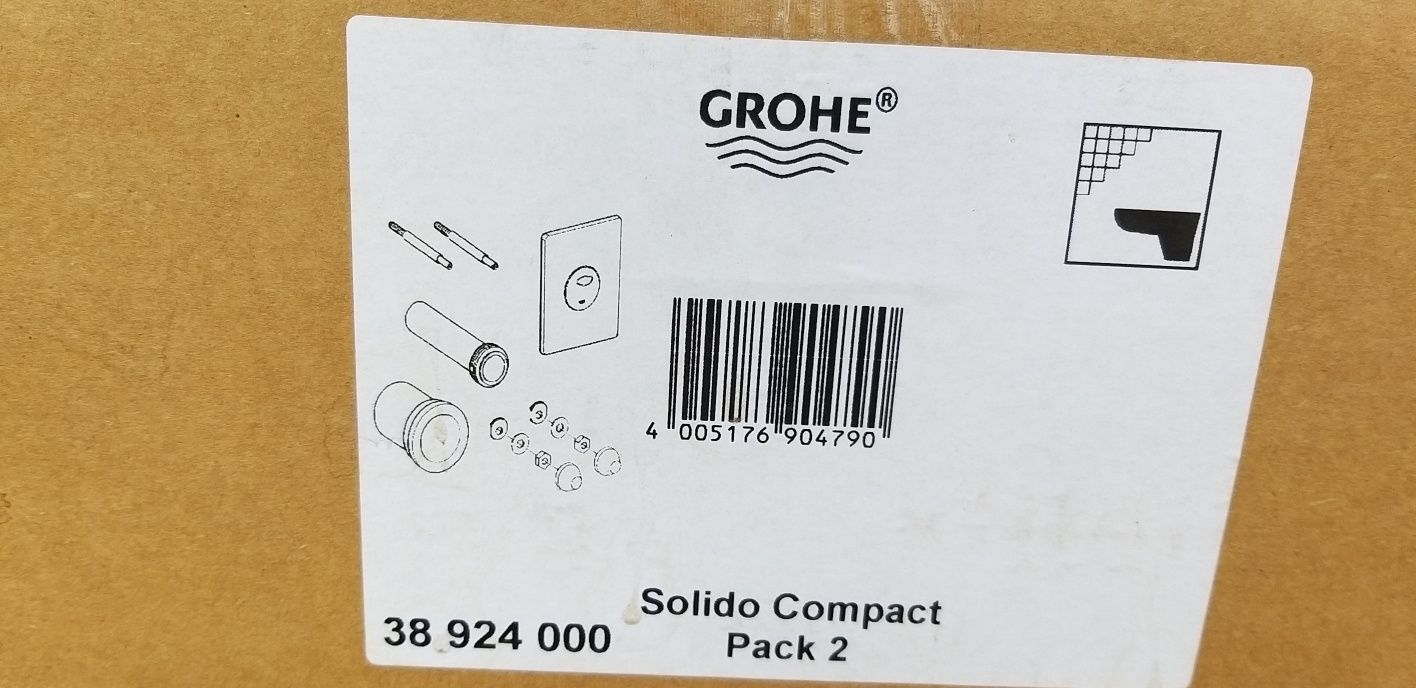 GROHE®
4 005176 904790
38 924 000
Solido Compact
Pack 2